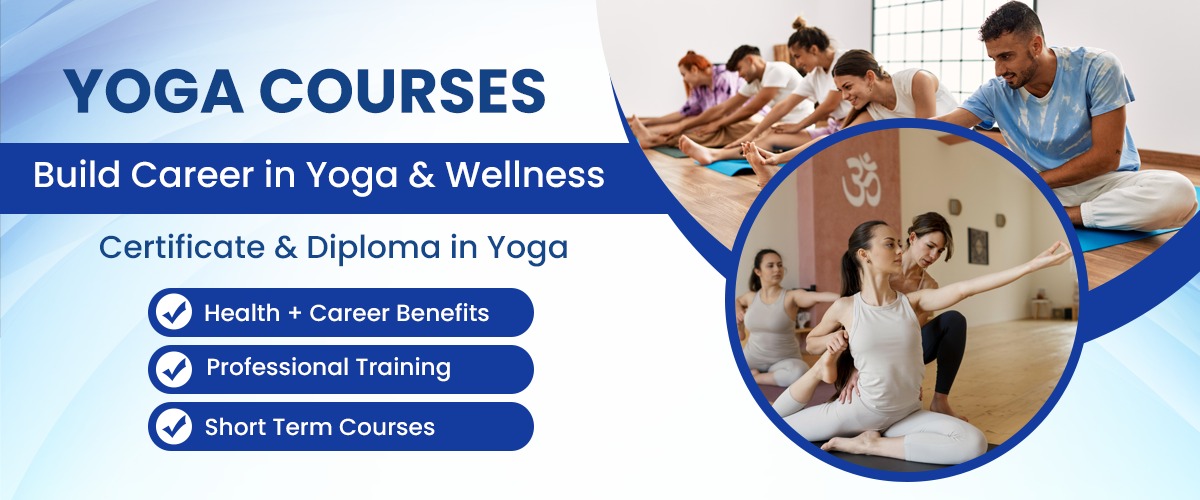 YOGA COURSES
Build Career in Yoga & Wellness
Certificate & Diploma in Yoga
Health + Career Benefits
Professional Training
Short Term Courses
ॐ